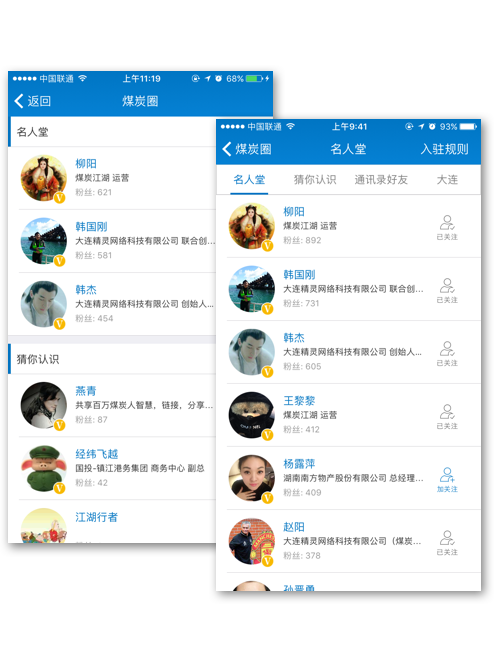 中国联通 上午11:19 68%
返回 煤炭圈
名人堂
柳阳
煤炭江湖 运营
粉丝: 621
韩国刚
大连精灵网络科技有限公司 联合创...
粉丝: 581
韩杰
大连精灵网络科技有限公司 创始人...
粉丝: 454
猜你认识
燕青
共享百万煤炭人智慧，链接，分享...
粉丝: 87
经纬飞越
国投-镇江港务集团 商务中心 副总
粉丝: 42
江湖行者
中国联通 上午9:41 93%
煤炭圈 名人堂 入驻规则
名人堂 猜你认识 通讯录好友 大连
柳阳
煤炭江湖 运营
粉丝: 892
已关注
韩国刚
大连精灵网络科技有限公司 联合创...
粉丝: 731
已关注
韩杰
大连精灵网络科技有限公司 创始人...
粉丝: 605
已关注
王黎黎
煤炭江湖 运营
粉丝: 412
已关注
杨露萍
湖南南方物产股份有限公司 总经理...
粉丝: 409
加关注
赵阳
大连精灵网络科技有限公司（煤炭...
粉丝: 378
已关注